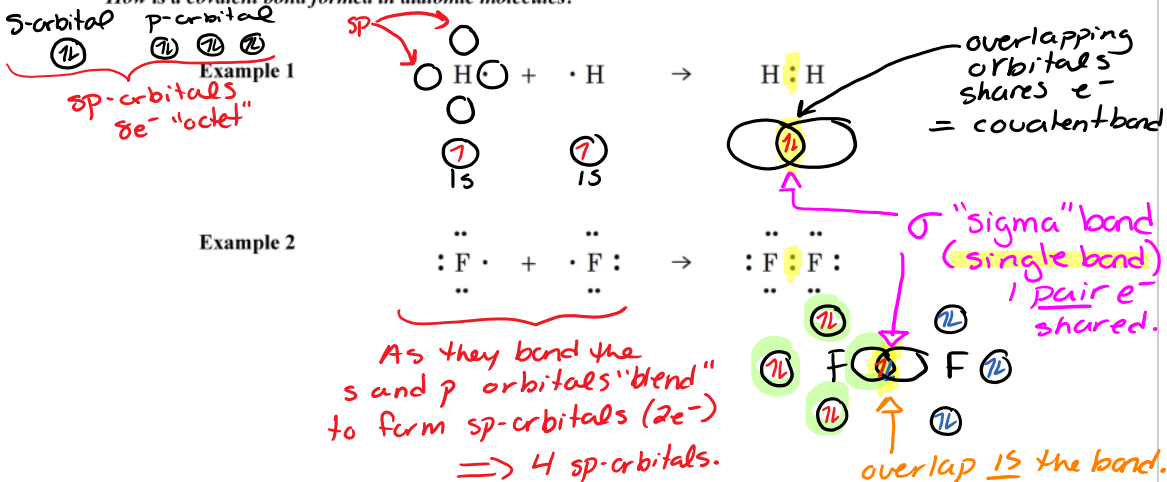 How is a covalent bond formed in diatomic molecules?
s-orbital p-orbital
sp-orbitals
8e⁻ "octet"
sp
Example 1
H · + · H → H : H
1s 1s
overlapping
orbitals
shares e⁻
= covalent bond
σ "sigma" bond
(single bond)
1 pair e⁻
shared.
Example 2
: F · + · F : → : F : F :
As they bond the
s and p orbitals "blend"
to form sp-orbitals (2e⁻)
=> 4 sp-orbitals.
F F
overlap IS the bond.